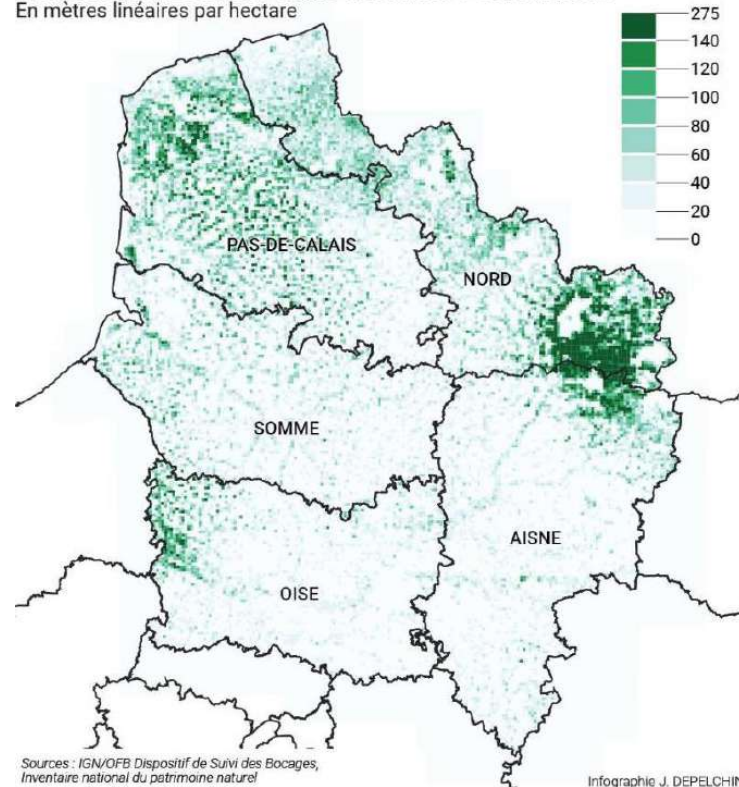 En mètres linéaires par hectare
275
140
120
100
80
60
40
20
0
PAS-DE-CALAIS
NORD
SOMME
AISNE
OISE
Sources : IGN/OFB Dispositif de Suivi des Bocages,
Inventaire national du patrimoine naturel
Infographie J. DEPELCHIN